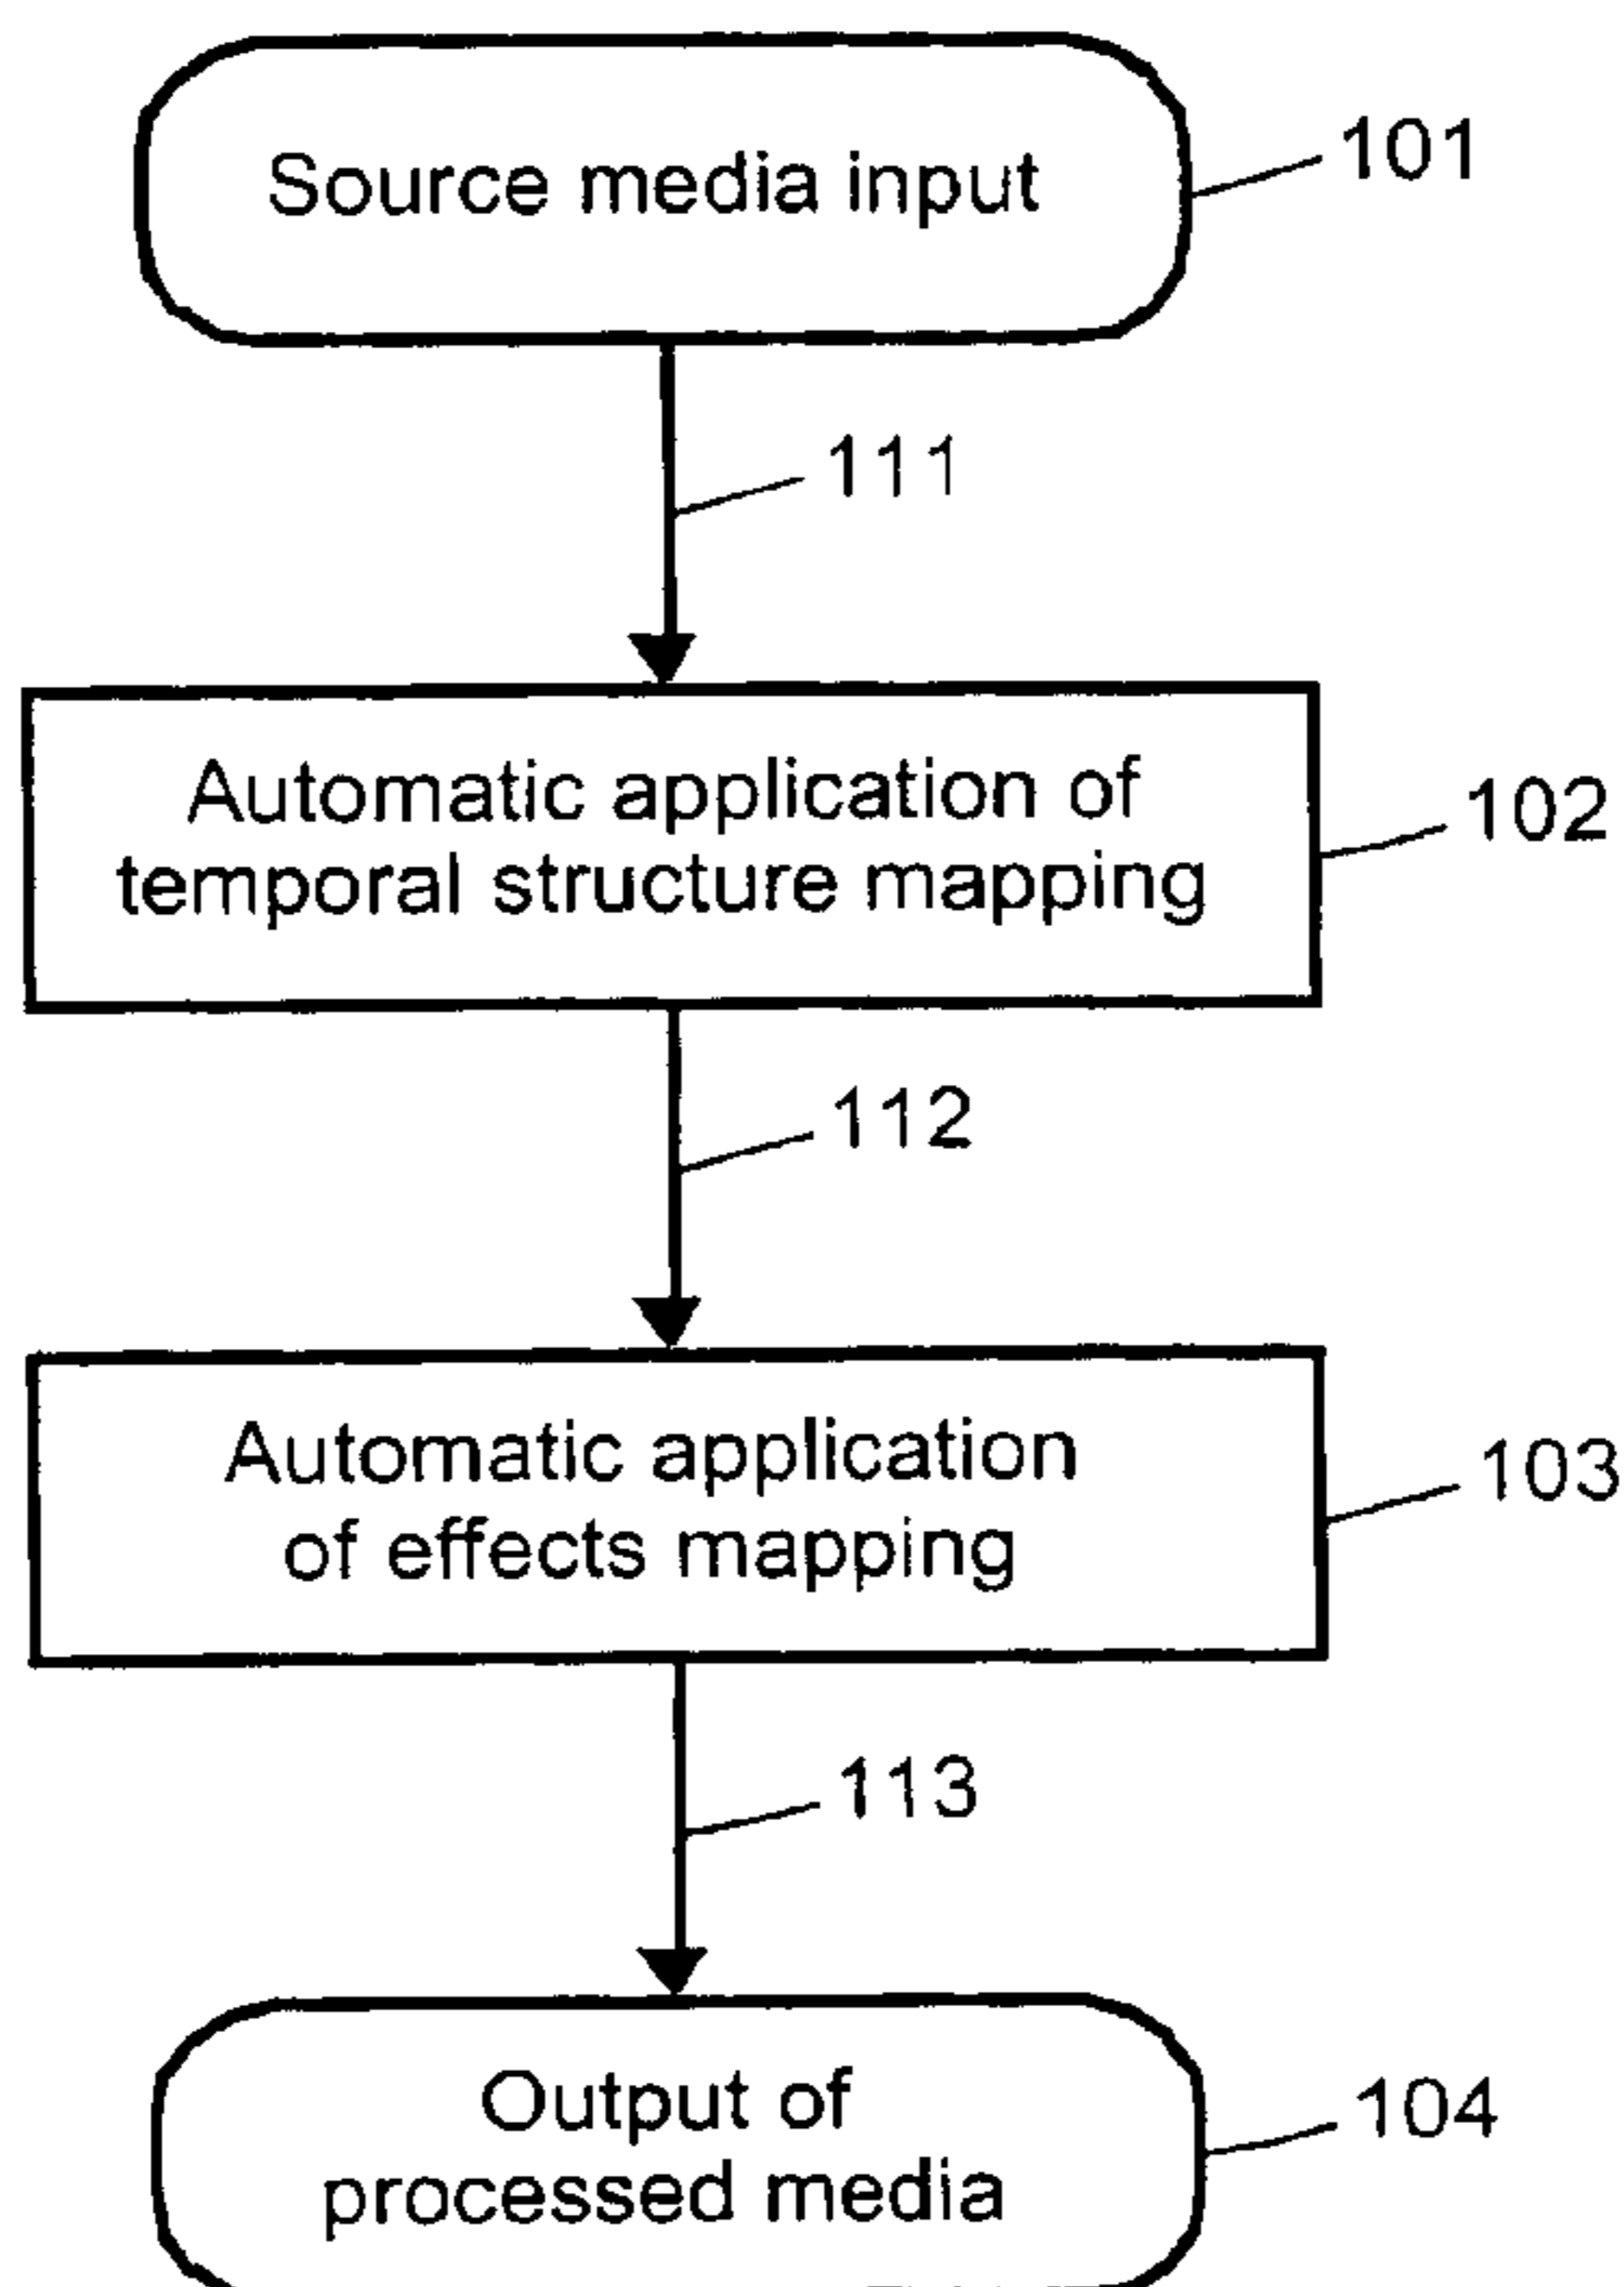 Source media input
101
111
Automatic application of
temporal structure mapping
102
112
Automatic application
of effects mapping
103
113
Output of
processed media
104